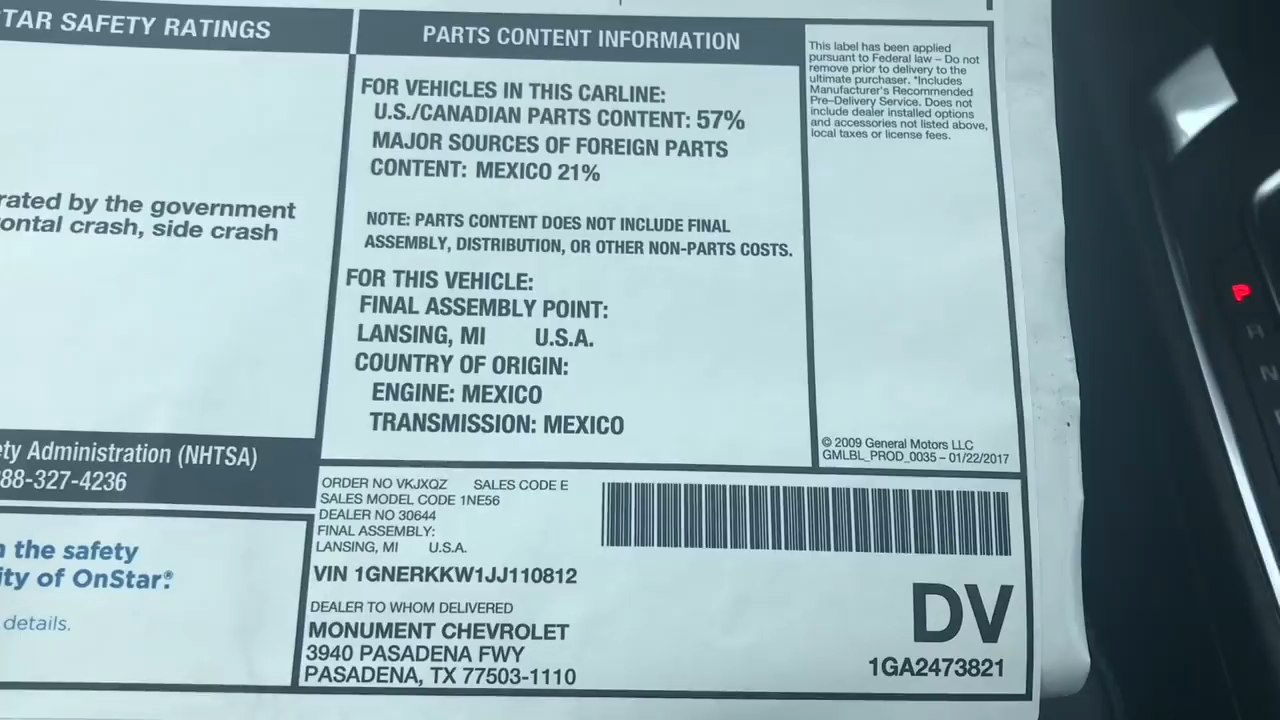 TAR SAFETY RATINGS
rated by the government
ontal crash, side crash
ety Administration (NHTSA)
88-327-4236
the safety
ity of OnStar®
details.
PARTS CONTENT INFORMATION
FOR VEHICLES IN THIS CARLINE:
U.S./CANADIAN PARTS CONTENT: 57%
MAJOR SOURCES OF FOREIGN PARTS
CONTENT: MEXICO 21%
NOTE: PARTS CONTENT DOES NOT INCLUDE FINAL
ASSEMBLY, DISTRIBUTION, OR OTHER NON-PARTS COSTS.
FOR THIS VEHICLE:
FINAL ASSEMBLY POINT:
LANSING, MI U.S.A.
COUNTRY OF ORIGIN:
ENGINE: MEXICO
TRANSMISSION: MEXICO
This label has been applied
pursuant to Federal law – Do not
remove prior to delivery to the
ultimate purchaser. *Includes
Manufacturer's Recommended
Pre-Delivery Service. Does not
include dealer installed options
and accessories not listed above,
local taxes or license fees.
© 2009 General Motors LLC
GMLBL_PROD_0035 – 01/22/2017
ORDER NO VKJXQZ SALES CODE E
SALES MODEL CODE 1NE56
DEALER NO 30644
FINAL ASSEMBLY:
LANSING, MI U.S.A.
VIN 1GNERKKW1JJ110812
DEALER TO WHOM DELIVERED
MONUMENT CHEVROLET
3940 PASADENA FWY
PASADENA, TX 77503-1110
DV
1GA2473821
P
R
N